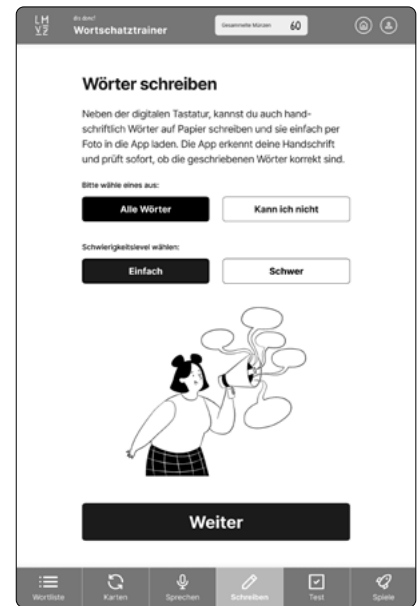 LM
VZ
dis donc!
Wortschatztrainer
Gesammelte Münzen 60
Wörter schreiben
Neben der digitalen Tastatur, kannst du auch hand-
schriftlich Wörter auf Papier schreiben und sie einfach per
Foto in die App laden. Die App erkennt deine Handschrift
und prüft sofort, ob die geschriebenen Wörter korrekt sind.
Bitte wähle eines aus:
Alle Wörter Kann ich nicht
Schwierigkeitslevel wählen:
Einfach Schwer
Weiter
Wortliste Karten Sprechen Schreiben Test Spiele